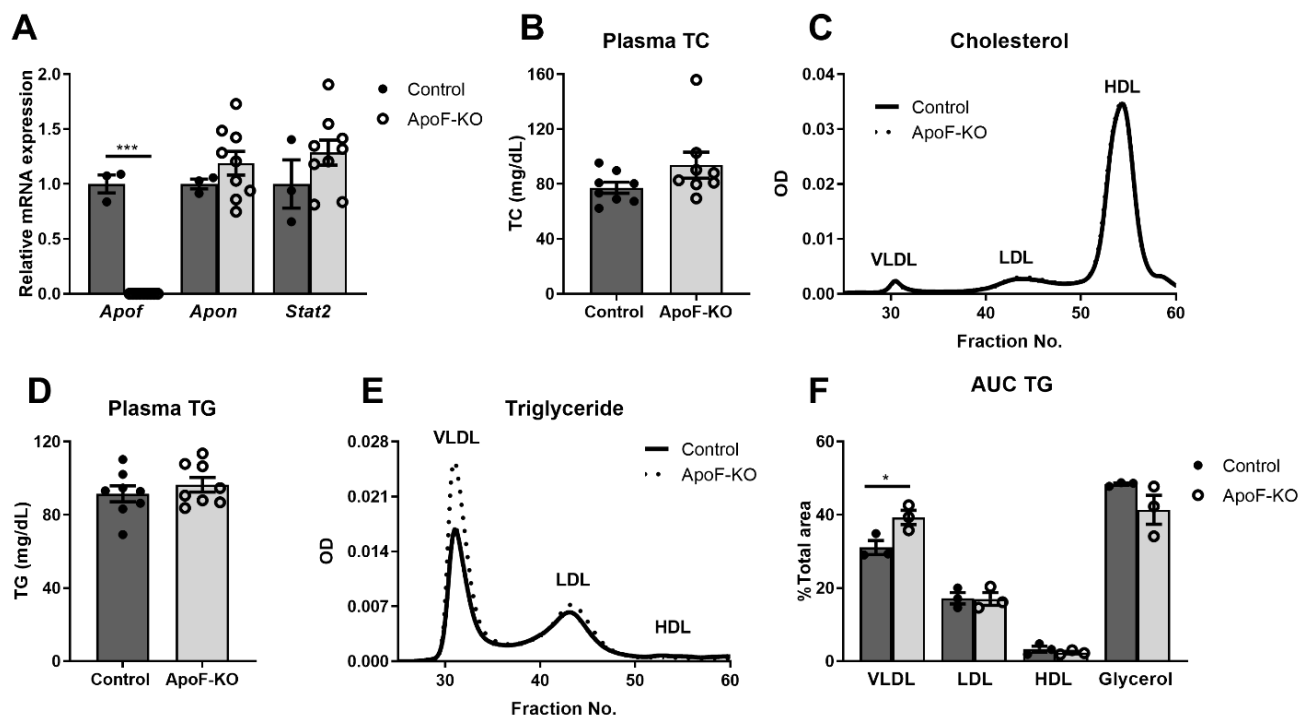 A
Relative mRNA expression
2.0
1.5
1.0
0.5
0.0
***
Apof
Apon
Stat2
Control
ApoF-KO
B
Plasma TC
TC (mg/dL)
160
120
80
40
0
Control
ApoF-KO
C
Cholesterol
Control
ApoF-KO
OD
0.04
0.03
0.02
0.01
0.00
VLDL
LDL
HDL
30
40
50
60
Fraction No.
D
Plasma TG
TG (mg/dL)
120
80
40
0
Control
ApoF-KO
E
Triglyceride
Control
ApoF-KO
OD
0.028
0.021
0.014
0.007
0.000
VLDL
LDL
HDL
30
40
50
60
Fraction No.
F
AUC TG
%Total area
60
40
20
0
*
VLDL
LDL
HDL
Glycerol
Control
ApoF-KO